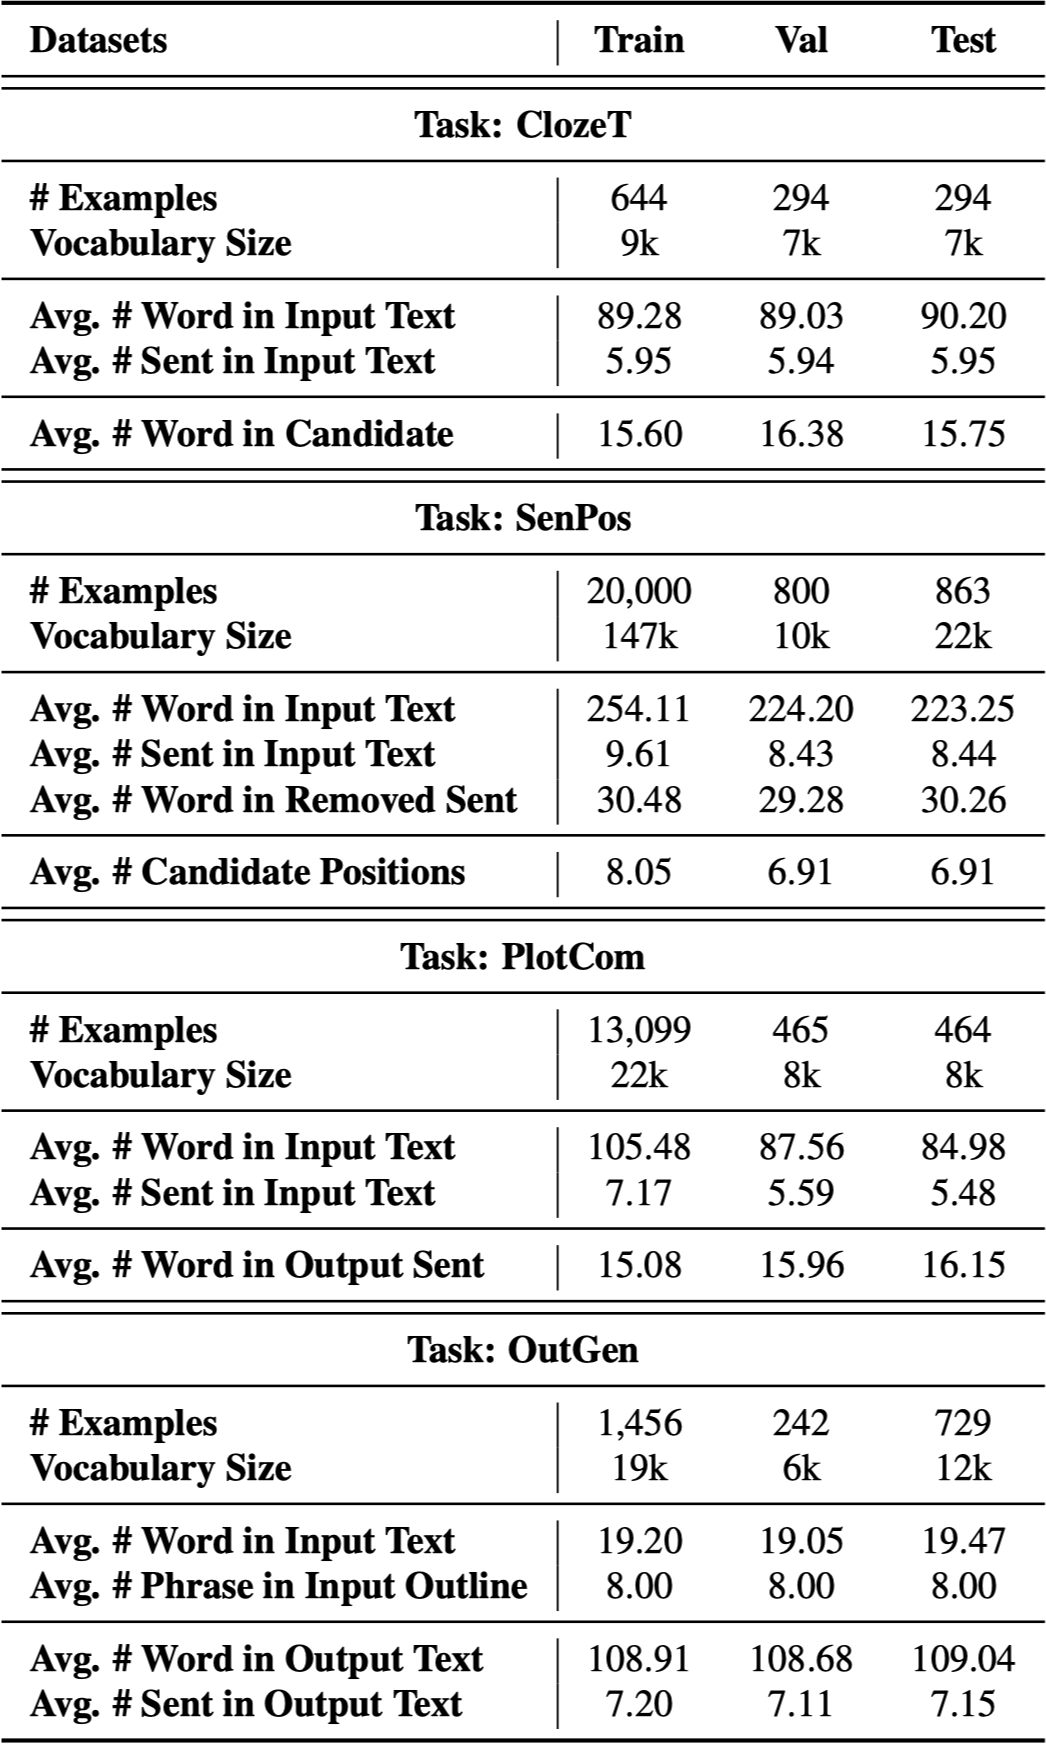 Datasets Train Val Test
Task: ClozeT
# Examples 644 294 294
Vocabulary Size 9k 7k 7k
Avg. # Word in Input Text 89.28 89.03 90.20
Avg. # Sent in Input Text 5.95 5.94 5.95
Avg. # Word in Candidate 15.60 16.38 15.75
Task: SenPos
# Examples 20,000 800 863
Vocabulary Size 147k 10k 22k
Avg. # Word in Input Text 254.11 224.20 223.25
Avg. # Sent in Input Text 9.61 8.43 8.44
Avg. # Word in Removed Sent 30.48 29.28 30.26
Avg. # Candidate Positions 8.05 6.91 6.91
Task: PlotCom
# Examples 13,099 465 464
Vocabulary Size 22k 8k 8k
Avg. # Word in Input Text 105.48 87.56 84.98
Avg. # Sent in Input Text 7.17 5.59 5.48
Avg. # Word in Output Sent 15.08 15.96 16.15
Task: OutGen
# Examples 1,456 242 729
Vocabulary Size 19k 6k 12k
Avg. # Word in Input Text 19.20 19.05 19.47
Avg. # Phrase in Input Outline 8.00 8.00 8.00
Avg. # Word in Output Text 108.91 108.68 109.04
Avg. # Sent in Output Text 7.20 7.11 7.15